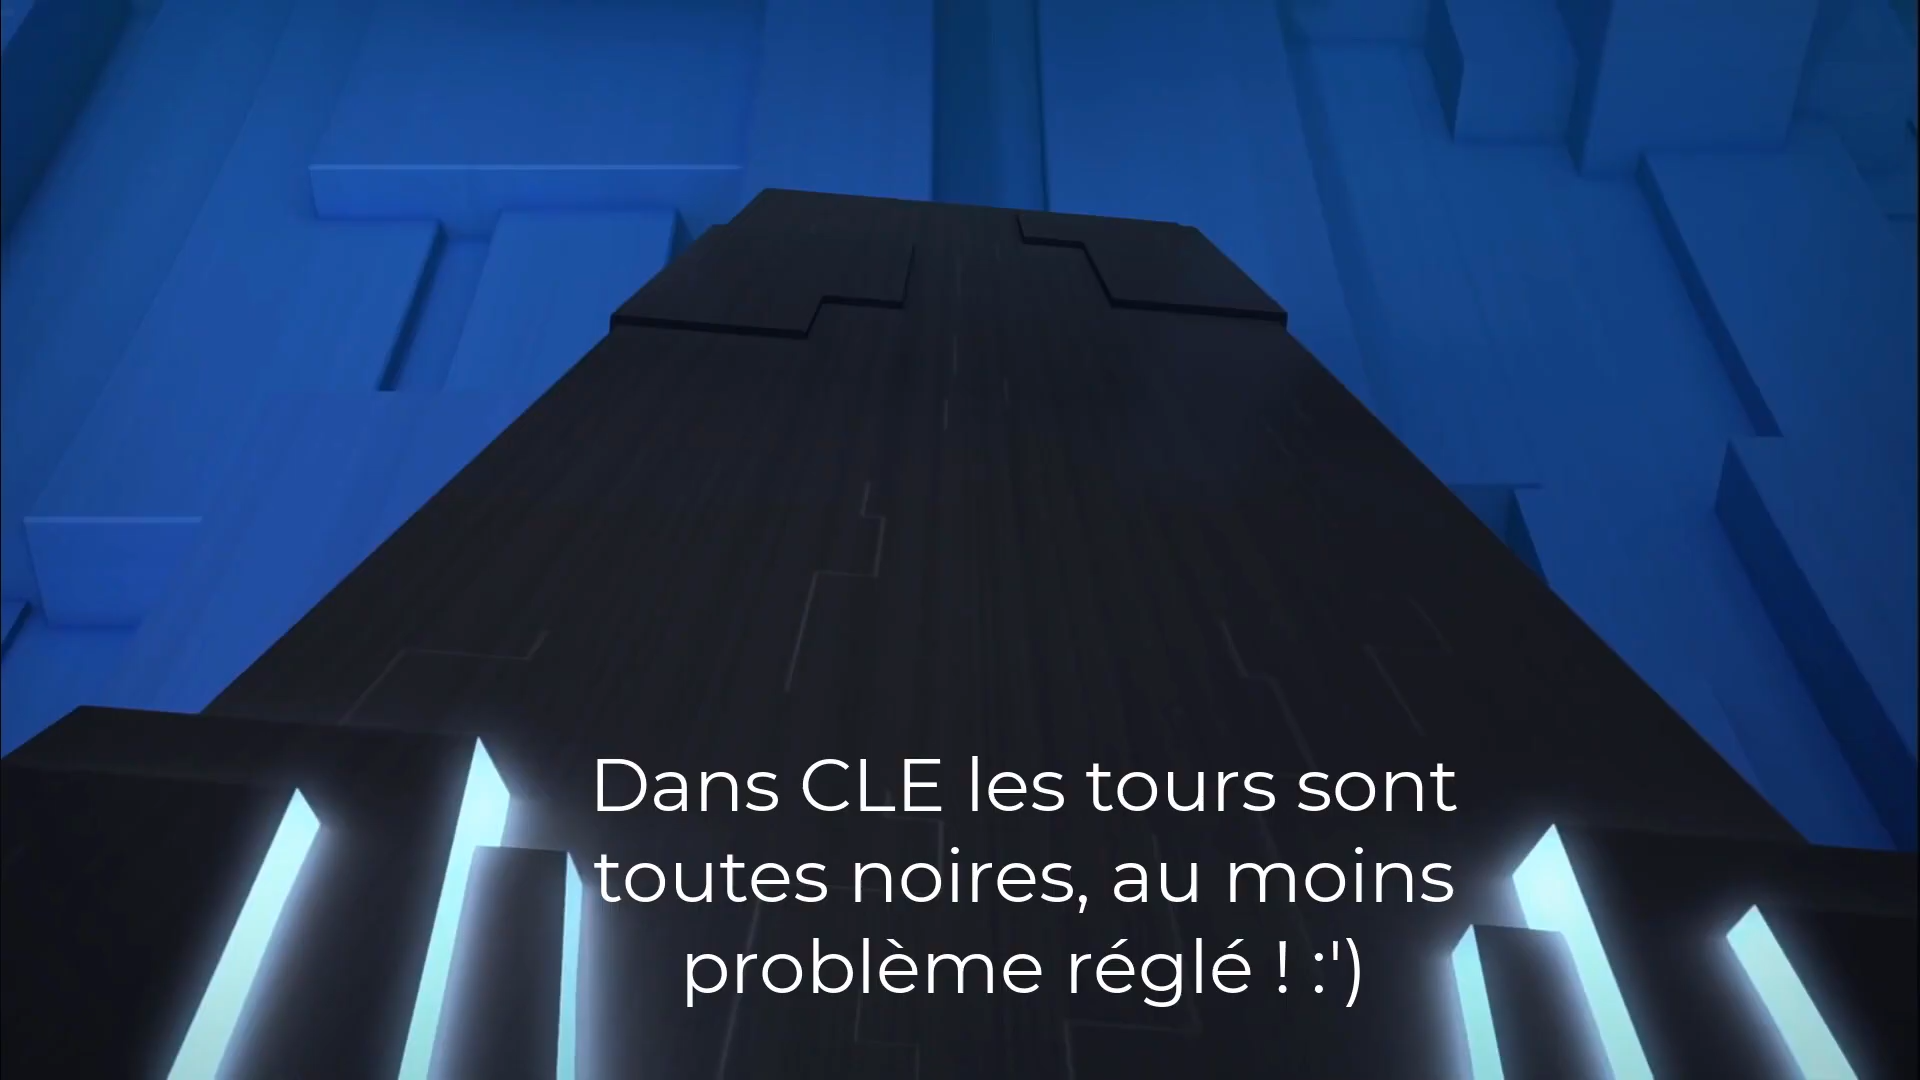 Dans CLE les tours sont
toutes noires, au moins
problème réglé ! :')